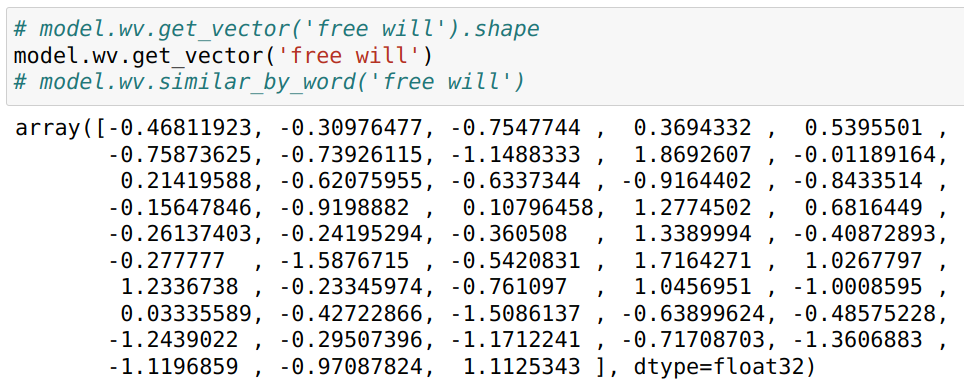 # model.wv.get_vector('free will').shape
model.wv.get_vector('free will')
# model.wv.similar_by_word('free will')
array([-0.46811923, -0.30976477, -0.7547744 ,  0.3694332 ,  0.5395501 ,
       -0.75873625, -0.73926115, -1.1488333 ,  1.8692607 , -0.01189164,
        0.21419588, -0.62075955, -0.6337344 , -0.9164402 , -0.8433514 ,
       -0.15647846, -0.9198882 ,  0.10796458,  1.2774502 ,  0.6816449 ,
       -0.26137403, -0.24195294, -0.360508  ,  1.3389994 , -0.40872893,
       -0.277777  , -1.5876715 , -0.5420831 ,  1.7164271 ,  1.0267797 ,
        1.2336738 , -0.23345974, -0.761097  ,  1.0456951 , -1.0008595 ,
        0.03335589, -0.42722866, -1.5086137 , -0.63899624, -0.48575228,
       -1.2439022 , -0.29507396, -1.1712241 , -0.71708703, -1.3606883 ,
       -1.1196859 , -0.97087824,  1.1125343 ], dtype=float32)